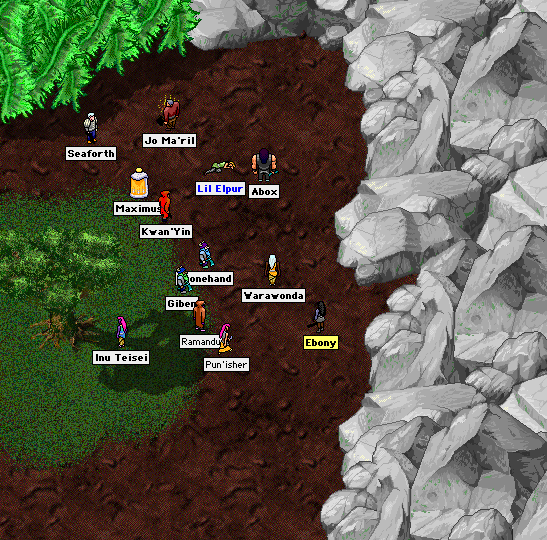 Seaforth
Jo Ma'ril
Lil Elpur
Abox
Maximus
Kwan'Yin
onehand
Giben
Warawonda
Ramandu
Ebony
Inu Teisei
Pun'isher